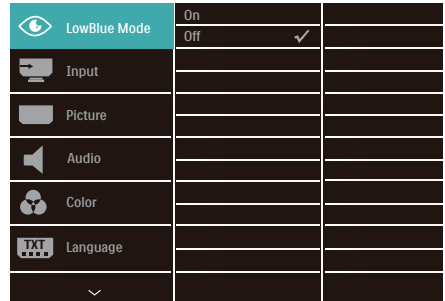 LowBlue Mode
On
Off
Input
Picture
Audio
Color
TXT
Language